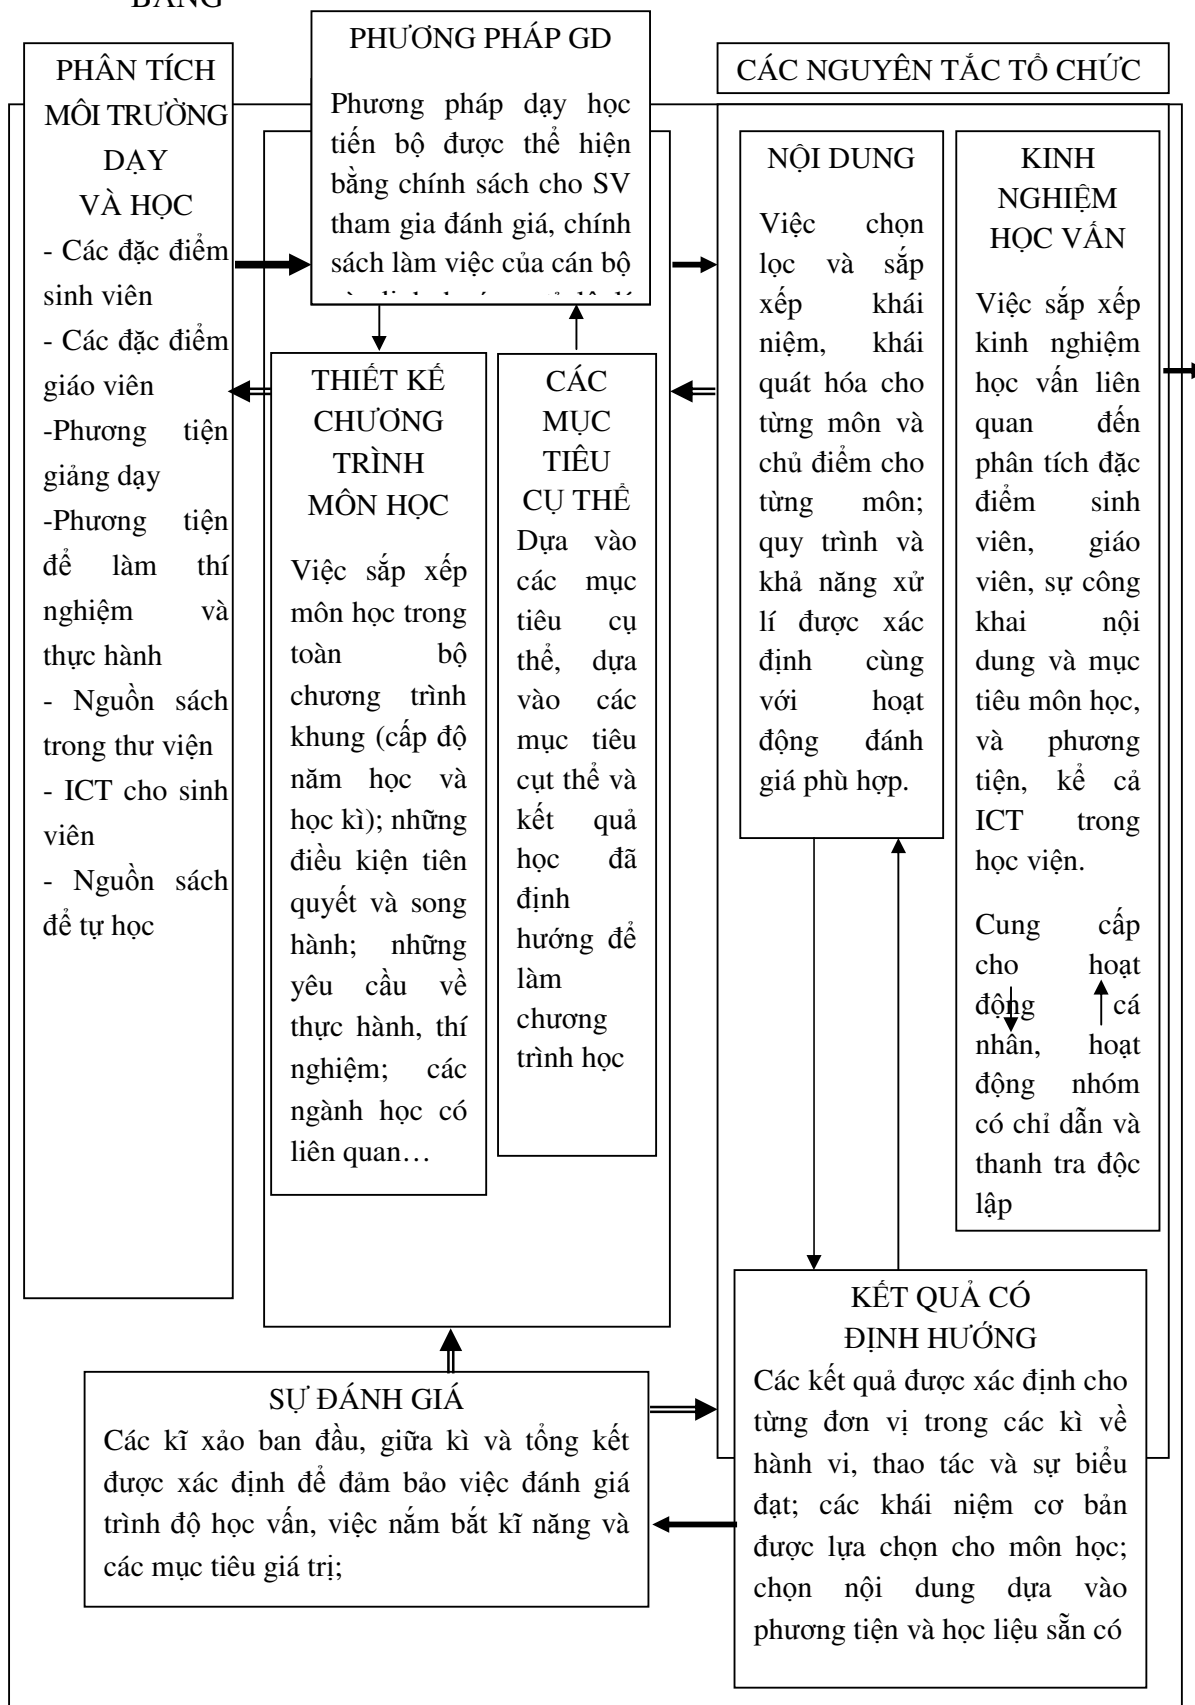 BẢNG
PHÂN TÍCH
MÔI TRƯỜNG
DẠY
VÀ HỌC
- Các đặc điểm
sinh viên
- Các đặc điểm
giáo viên
-Phương tiện
giảng dạy
-Phương tiện
để làm thí
nghiệm và
thực hành
- Nguồn sách
trong thư viện
- ICT cho sinh
viên
- Nguồn sách
để tự học
PHƯƠNG PHÁP GD
Phương pháp dạy học
tiến bộ được thể hiện
bằng chính sách cho SV
tham gia đánh giá, chính
sách làm việc của cán bộ
THIẾT KẾ
CHƯƠNG
TRÌNH
MÔN HỌC
Việc sắp xếp
môn học trong
toàn bộ
chương trình
khung (cấp độ
năm học và
học kì); những
điều kiện tiên
quyết và song
hành; những
yêu cầu về
thực hành, thí
nghiệm; các
ngành học có
liên quan…
CÁC
MỤC
TIÊU
CỤ THỂ
Dựa vào
các mục
tiêu cụ
thể, dựa
vào các
mục tiêu
cụt thể và
kết quả
học đã
định
hướng để
làm
chương
trình học
CÁC NGUYÊN TẮC TỔ CHỨC
NỘI DUNG
Việc chọn
lọc và sắp
xếp khái
niệm, khái
quát hóa cho
từng môn và
chủ điểm cho
từng môn;
quy trình và
khả năng xử
lí được xác
định cùng
với hoạt
động đánh
giá phù hợp.
KINH
NGHIỆM
HỌC VẤN
Việc sắp xếp
kinh nghiệm
học vấn liên
quan đến
phân tích đặc
điểm sinh
viên, giáo
viên, sự công
khai nội
dung và mục
tiêu môn học,
và phương
tiện, kể cả
ICT trong
học viện.
Cung cấp
cho hoạt
động cá
nhân, hoạt
động nhóm
có chỉ dẫn và
thanh tra độc
lập
SỰ ĐÁNH GIÁ
Các kĩ xảo ban đầu, giữa kì và tổng kết
được xác định để đảm bảo việc đánh giá
trình độ học vấn, việc nắm bắt kĩ năng và
các mục tiêu giá trị;
KẾT QUẢ CÓ
ĐỊNH HƯỚNG
Các kết quả được xác định cho
từng đơn vị trong các kì về
hành vi, thao tác và sự biểu
đạt; các khái niệm cơ bản
được lựa chọn cho môn học;
chọn nội dung dựa vào
phương tiện và học liệu sẵn có